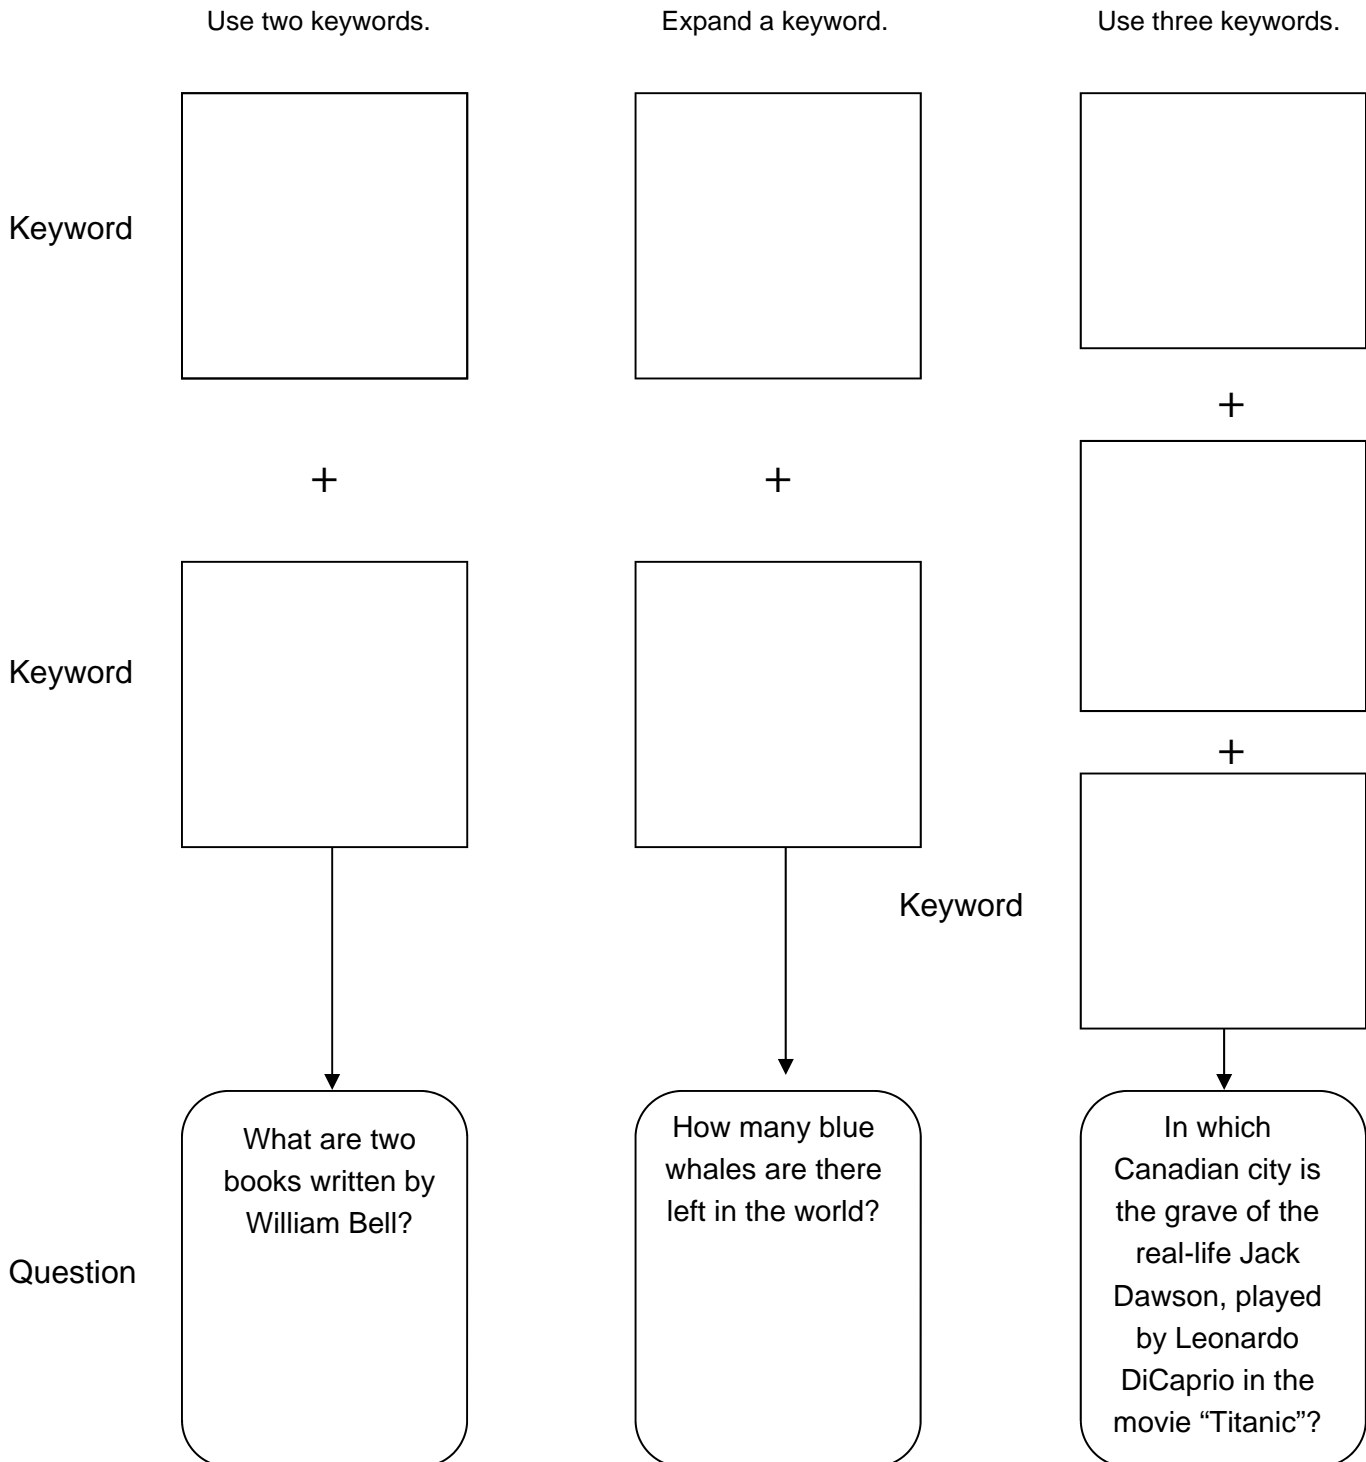 Use two keywords.
Expand a keyword.
Use three keywords.
Keyword
+
+
+
Keyword
+
Keyword
What are two
books written by
William Bell?
How many blue
whales are there
left in the world?
In which
Canadian city is
the grave of the
real-life Jack
Dawson, played
by Leonardo
DiCaprio in the
movie “Titanic”?
Question